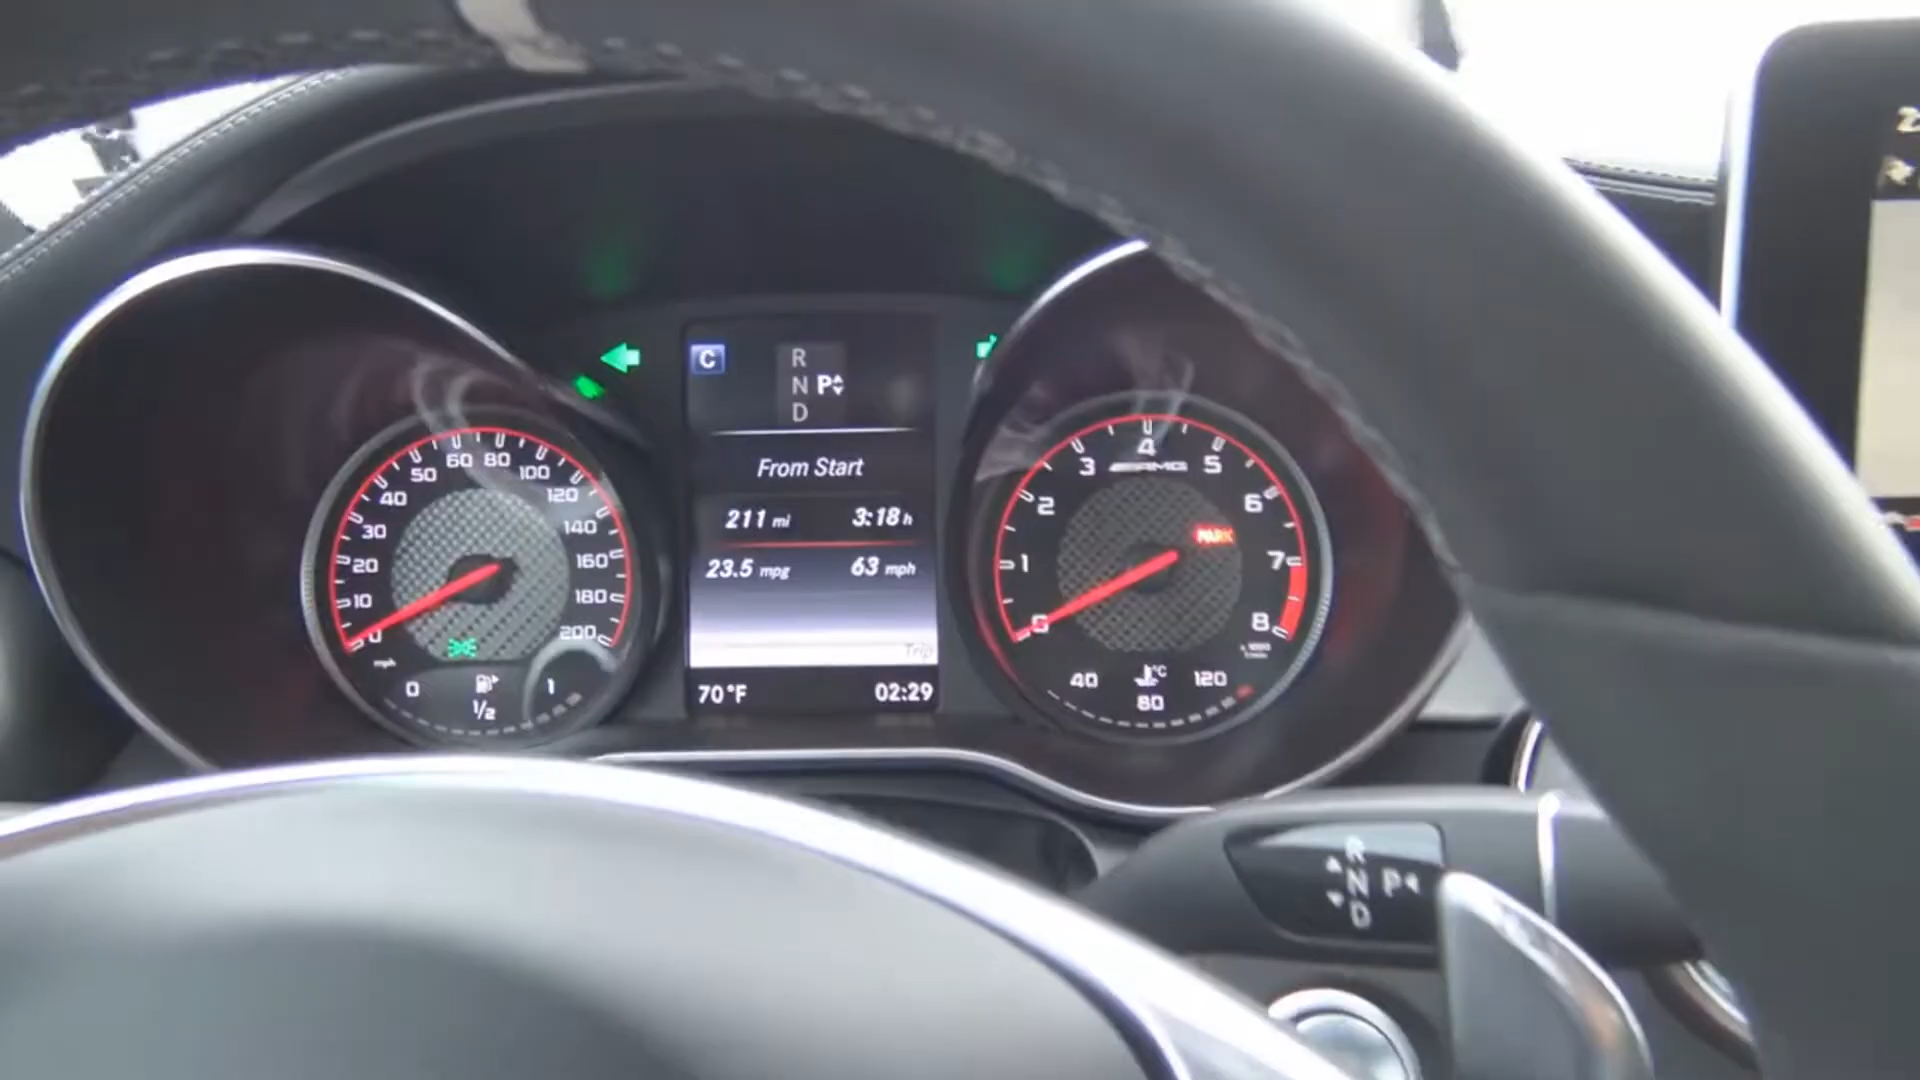 C
R
N P
D
From Start
211 mi 3:18 h
23.5 mpg 63 mph
Trip
70°F 02:29
0
10
20
30
40
50
60
80
100
120
140
160
180
200
mph
0 1/2 1
0
1
2
3
4
5
6
7
8
AMG
PARK
40 °C 120
80
R
N P
D